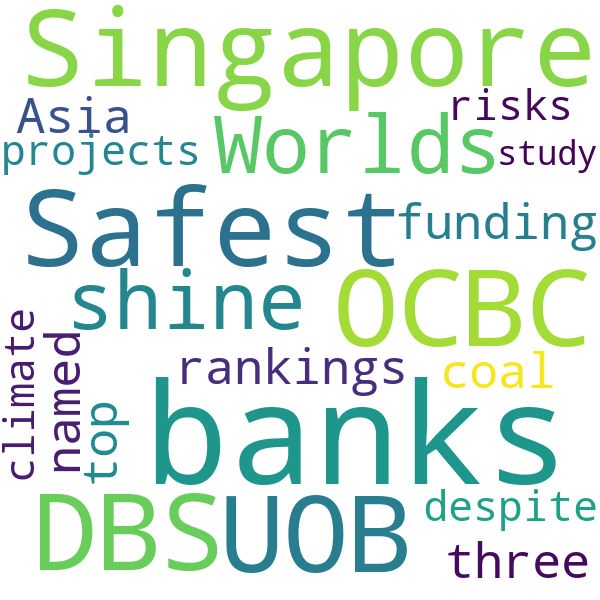 Singapore
Asia
risks
projects
Worlds
study
Safest
funding
shine
OCBC
climate
named
rankings
coal
top
banks
DBS
UOB
despite
three